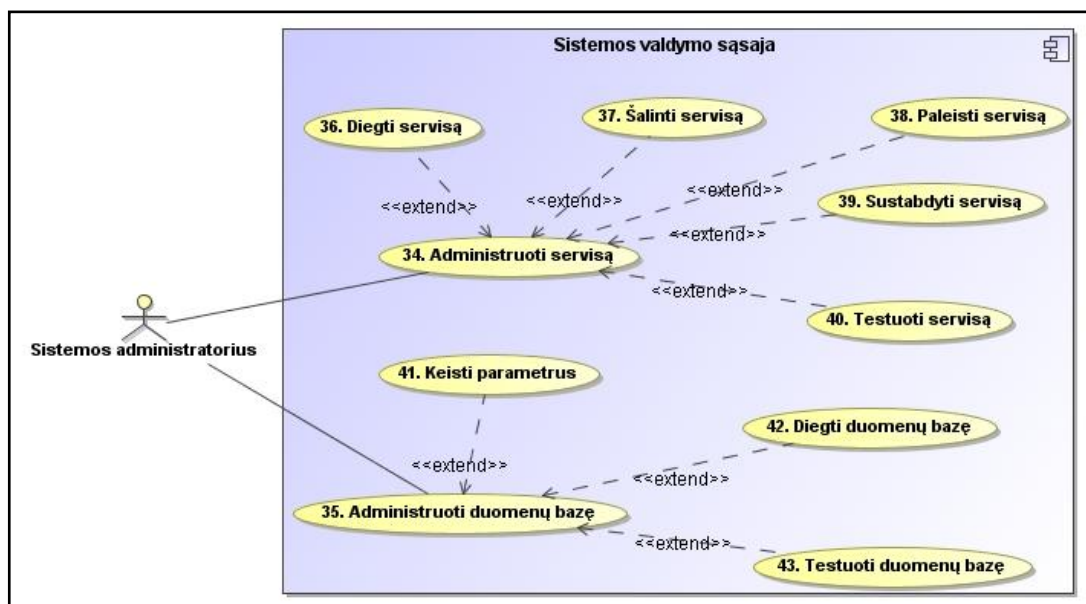 Sistemos valdymo sąsaja
36. Diegti servisą
37. Šalinti servisą
38. Paleisti servisą
<<extend>>
<<extend>>
<<extend>>
39. Sustabdyti servisą
<<extend>>
34. Administruoti servisą
<<extend>>
40. Testuoti servisą
Sistemos administratorius
41. Keisti parametrus
42. Diegti duomenų bazę
<<extend>>
<<extend>>
35. Administruoti duomenų bazę
<<extend>>
43. Testuoti duomenų bazę